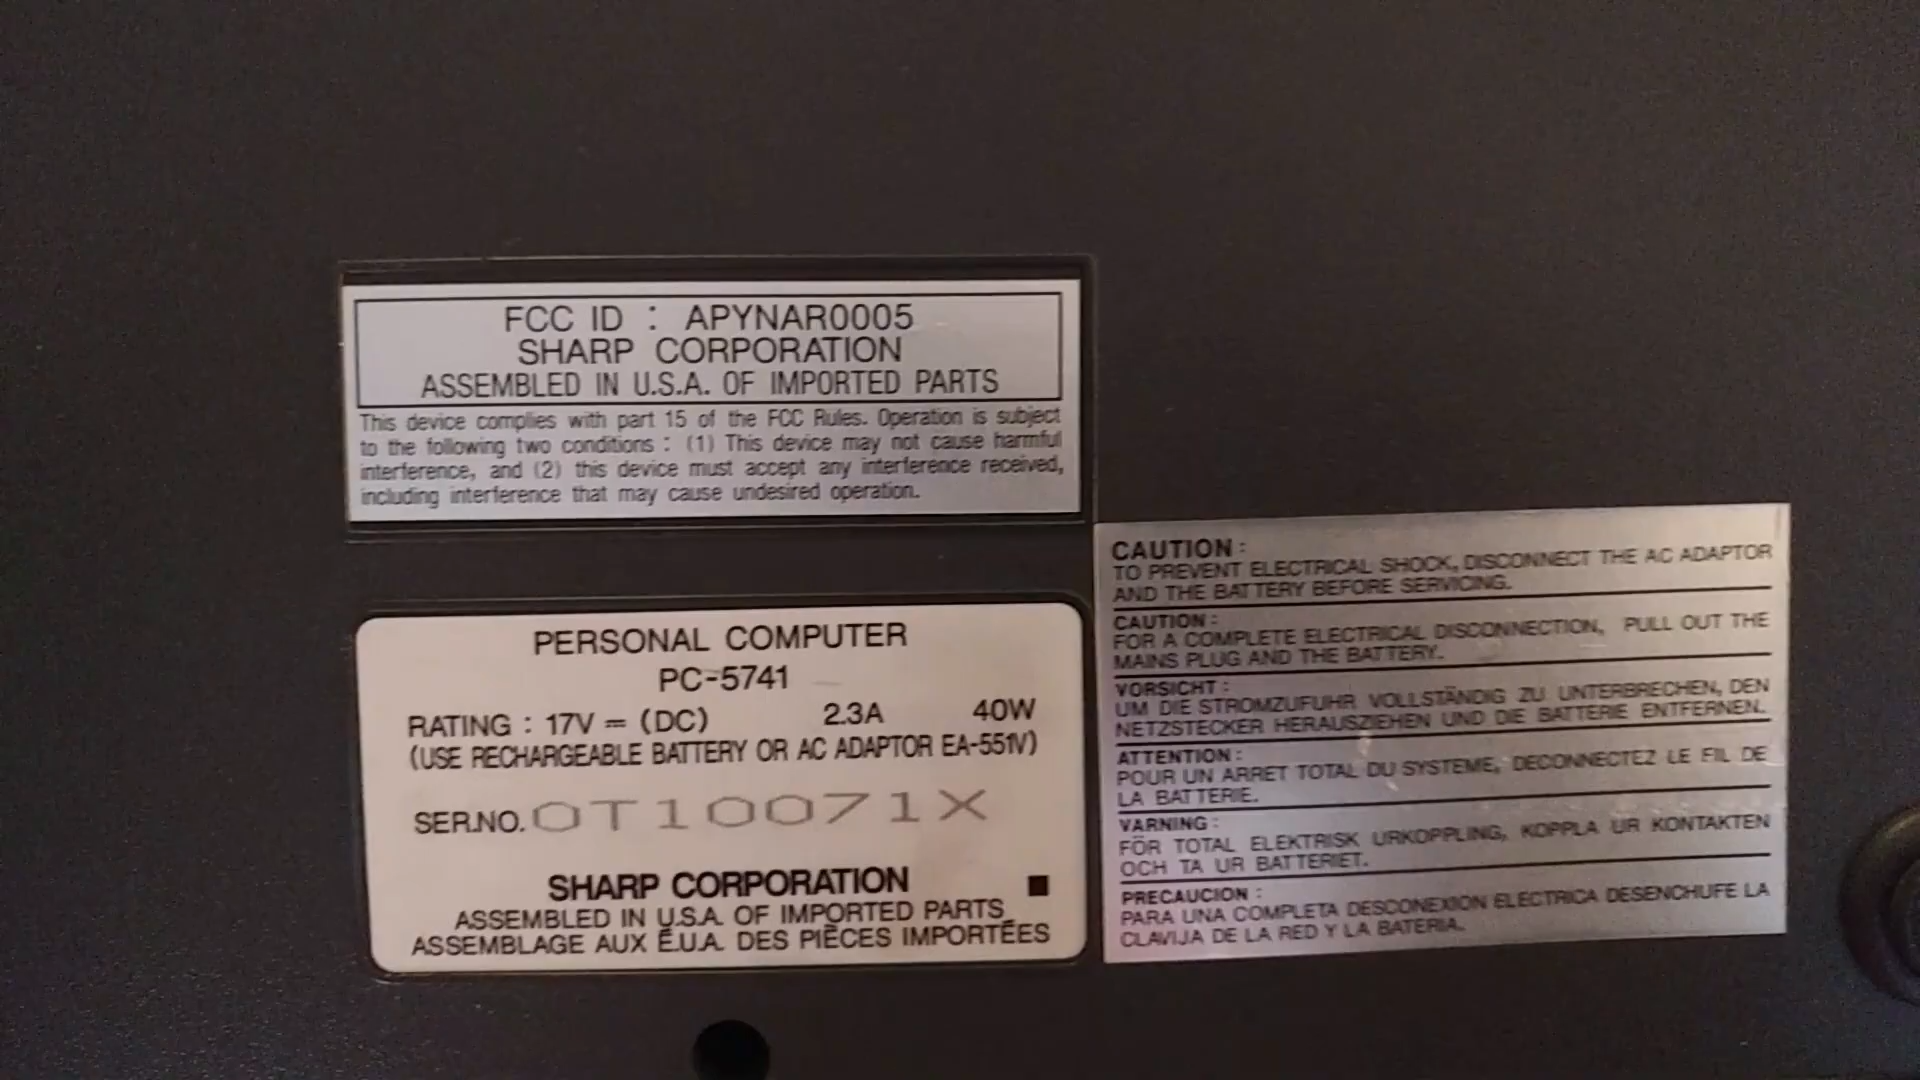 FCC ID : APYNAR0005
SHARP CORPORATION
ASSEMBLED IN U.S.A. OF IMPORTED PARTS
This device complies with part 15 of the FCC Rules. Operation is subject
to the following two conditions : (1) This device may not cause harmful
interference, and (2) this device must accept any interference received,
including interference that may cause undesired operation.
PERSONAL COMPUTER
PC-5741
RATING : 17V ⎓ (DC) 2.3A 40W
(USE RECHARGEABLE BATTERY OR AC ADAPTOR EA-551V)
SER.NO. 0T10071X
SHARP CORPORATION ■
ASSEMBLED IN U.S.A. OF IMPORTED PARTS
ASSEMBLAGE AUX É.U.A. DES PIÈCES IMPORTÉES
CAUTION :
TO PREVENT ELECTRICAL SHOCK, DISCONNECT THE AC ADAPTOR
AND THE BATTERY BEFORE SERVICING.
CAUTION :
FOR A COMPLETE ELECTRICAL DISCONNECTION, PULL OUT THE
MAINS PLUG AND THE BATTERY.
VORSICHT :
UM DIE STROMZUFUHR VOLLSTÄNDIG ZU UNTERBRECHEN, DEN
NETZSTECKER HERAUSZIEHEN UND DIE BATTERIE ENTFERNEN.
ATTENTION :
POUR UN ARRET TOTAL DU SYSTEME, DECONNECTEZ LE FIL DE
LA BATTERIE.
VARNING :
FÖR TOTAL ELEKTRISK URKOPPLING, KOPPLA UR KONTAKTEN
OCH TA UR BATTERIET.
PRECAUCION :
PARA UNA COMPLETA DESCONEXION ELECTRICA DESENCHUFE LA
CLAVIJA DE LA RED Y LA BATERIA.